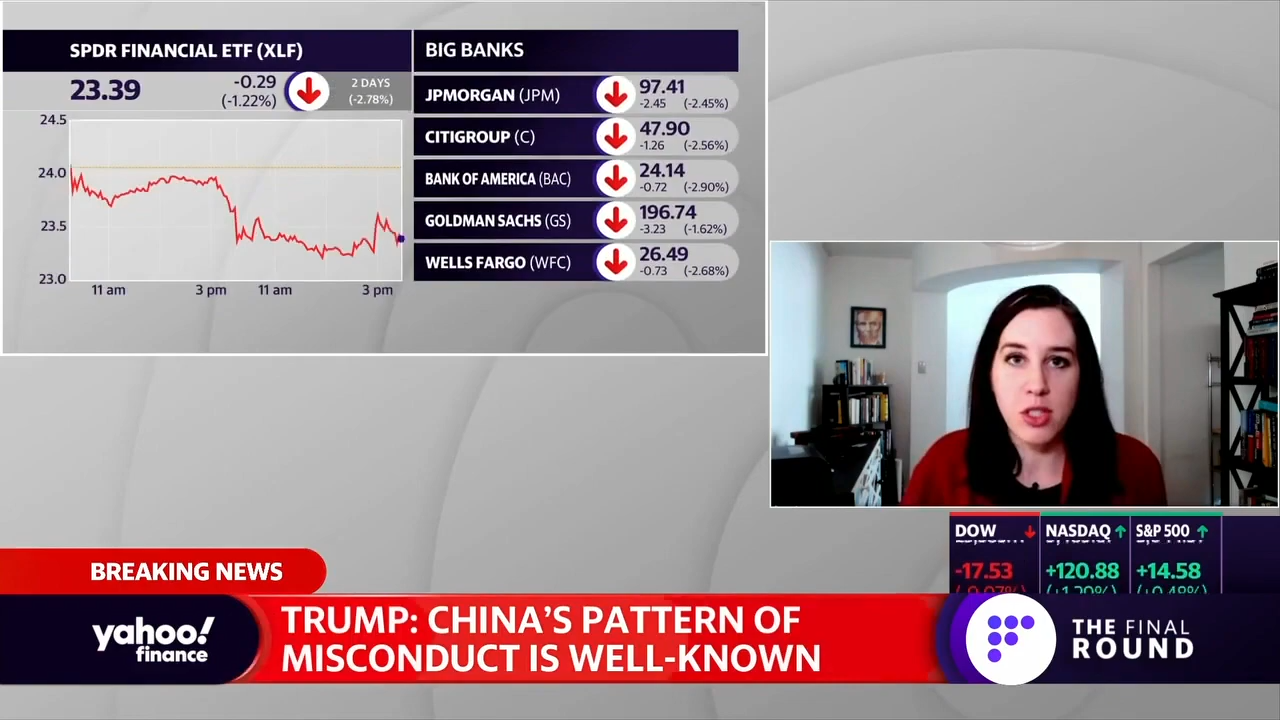 SPDR FINANCIAL ETF (XLF)
23.39
-0.29
(-1.22%)
2 DAYS
(-2.78%)
24.5
24.0
23.5
23.0
11 am
3 pm
11 am
3 pm
BIG BANKS
JPMORGAN (JPM)
97.41
-2.45 (-2.45%)
CITIGROUP (C)
47.90
-1.26 (-2.56%)
BANK OF AMERICA (BAC)
24.14
-0.72 (-2.90%)
GOLDMAN SACHS (GS)
196.74
-3.23 (-1.62%)
WELLS FARGO (WFC)
26.49
-0.73 (-2.68%)
DOW
-17.53
NASDAQ
+120.88
S&P 500
+14.58
BREAKING NEWS
yahoo!
finance
TRUMP: CHINA'S PATTERN OF
MISCONDUCT IS WELL-KNOWN
THE FINAL
ROUND